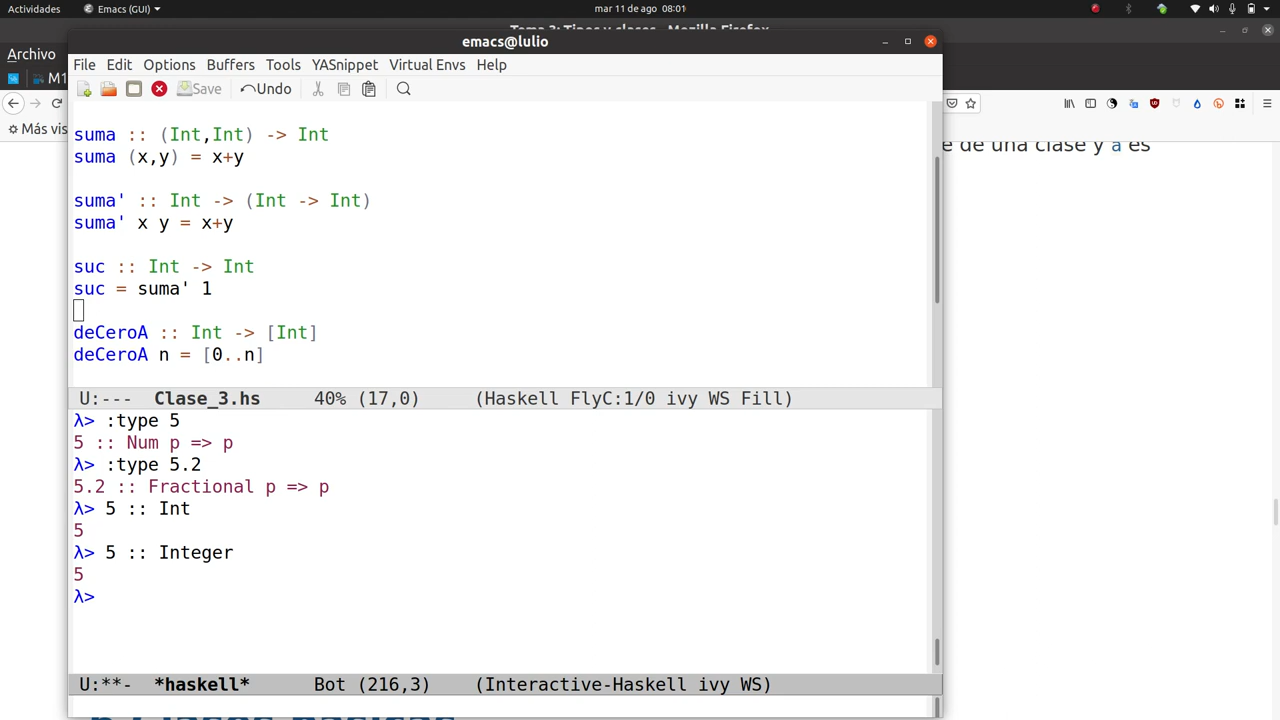 Actividades Emacs (GUI) mar 11 de ago 08:01
Tema 3: Tipos y clases - Mozilla Firefox
emacs@lulio
Archivo
File Edit Options Buffers Tools YASnippet Virtual Envs Help
M1
Save Undo
Más vis
suma :: (Int,Int) -> Int
e de una clase y a es
suma (x,y) = x+y
suma' :: Int -> (Int -> Int)
suma' x y = x+y
suc :: Int -> Int
suc = suma' 1
deCeroA :: Int -> [Int]
deCeroA n = [0..n]
U:--- Clase_3.hs 40% (17,0) (Haskell FlyC:1/0 ivy WS Fill)
λ> :type 5
5 :: Num p => p
λ> :type 5.2
5.2 :: Fractional p => p
λ> 5 :: Int
5
λ> 5 :: Integer
5
λ>
U:**- *haskell* Bot (216,3) (Interactive-Haskell ivy WS)